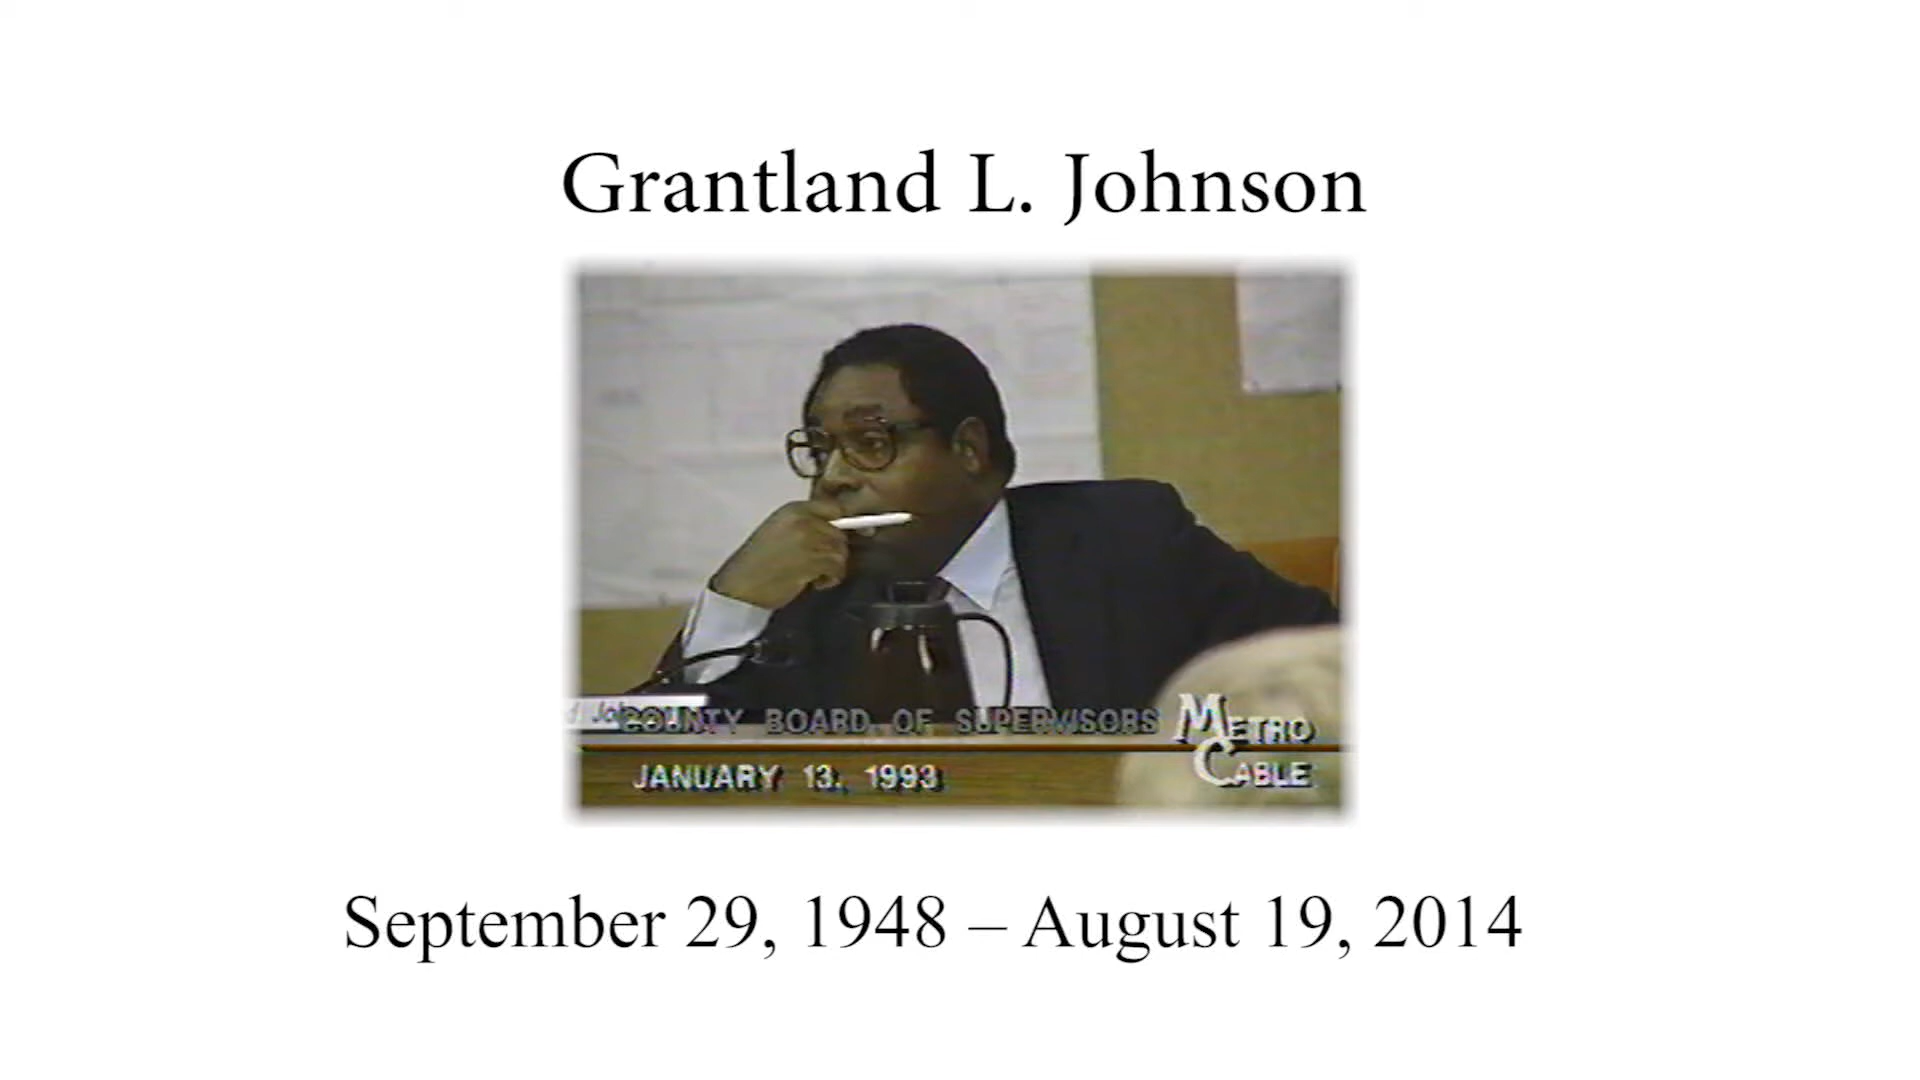 Grantland L. Johnson
COUNTY BOARD OF SUPERVISORS
METRO
CABLE
JANUARY 13, 1993
September 29, 1948 – August 19, 2014